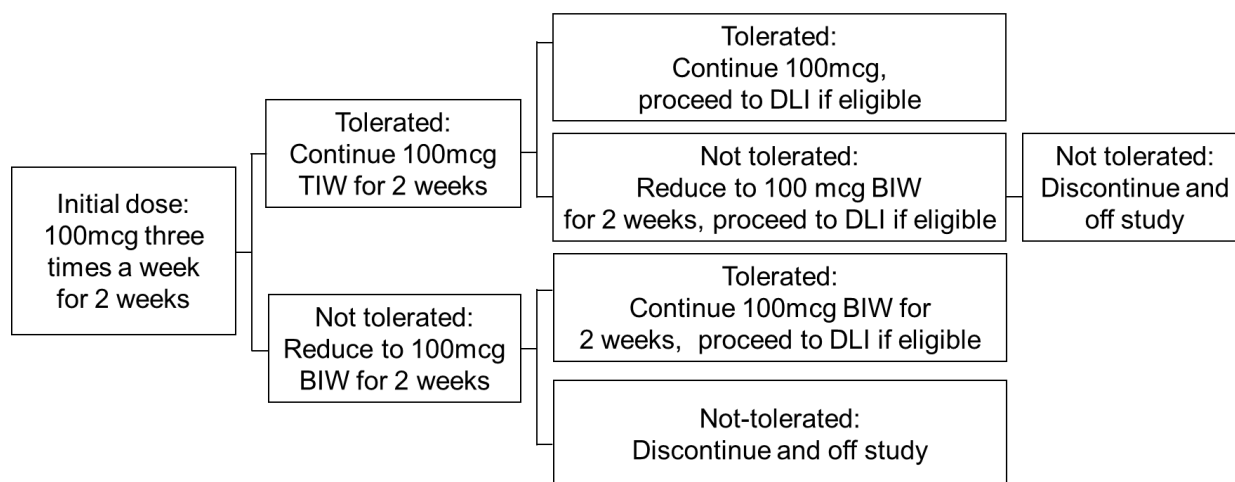 Initial dose:
100mcg three
times a week
for 2 weeks
Tolerated:
Continue 100mcg
TIW for 2 weeks
Not tolerated:
Reduce to 100mcg
BIW for 2 weeks
Tolerated:
Continue 100mcg,
proceed to DLI if eligible
Not tolerated:
Reduce to 100 mcg BIW
for 2 weeks, proceed to DLI if eligible
Tolerated:
Continue 100mcg BIW for
2 weeks, proceed to DLI if eligible
Not-tolerated:
Discontinue and off study
Not tolerated:
Discontinue and
off study